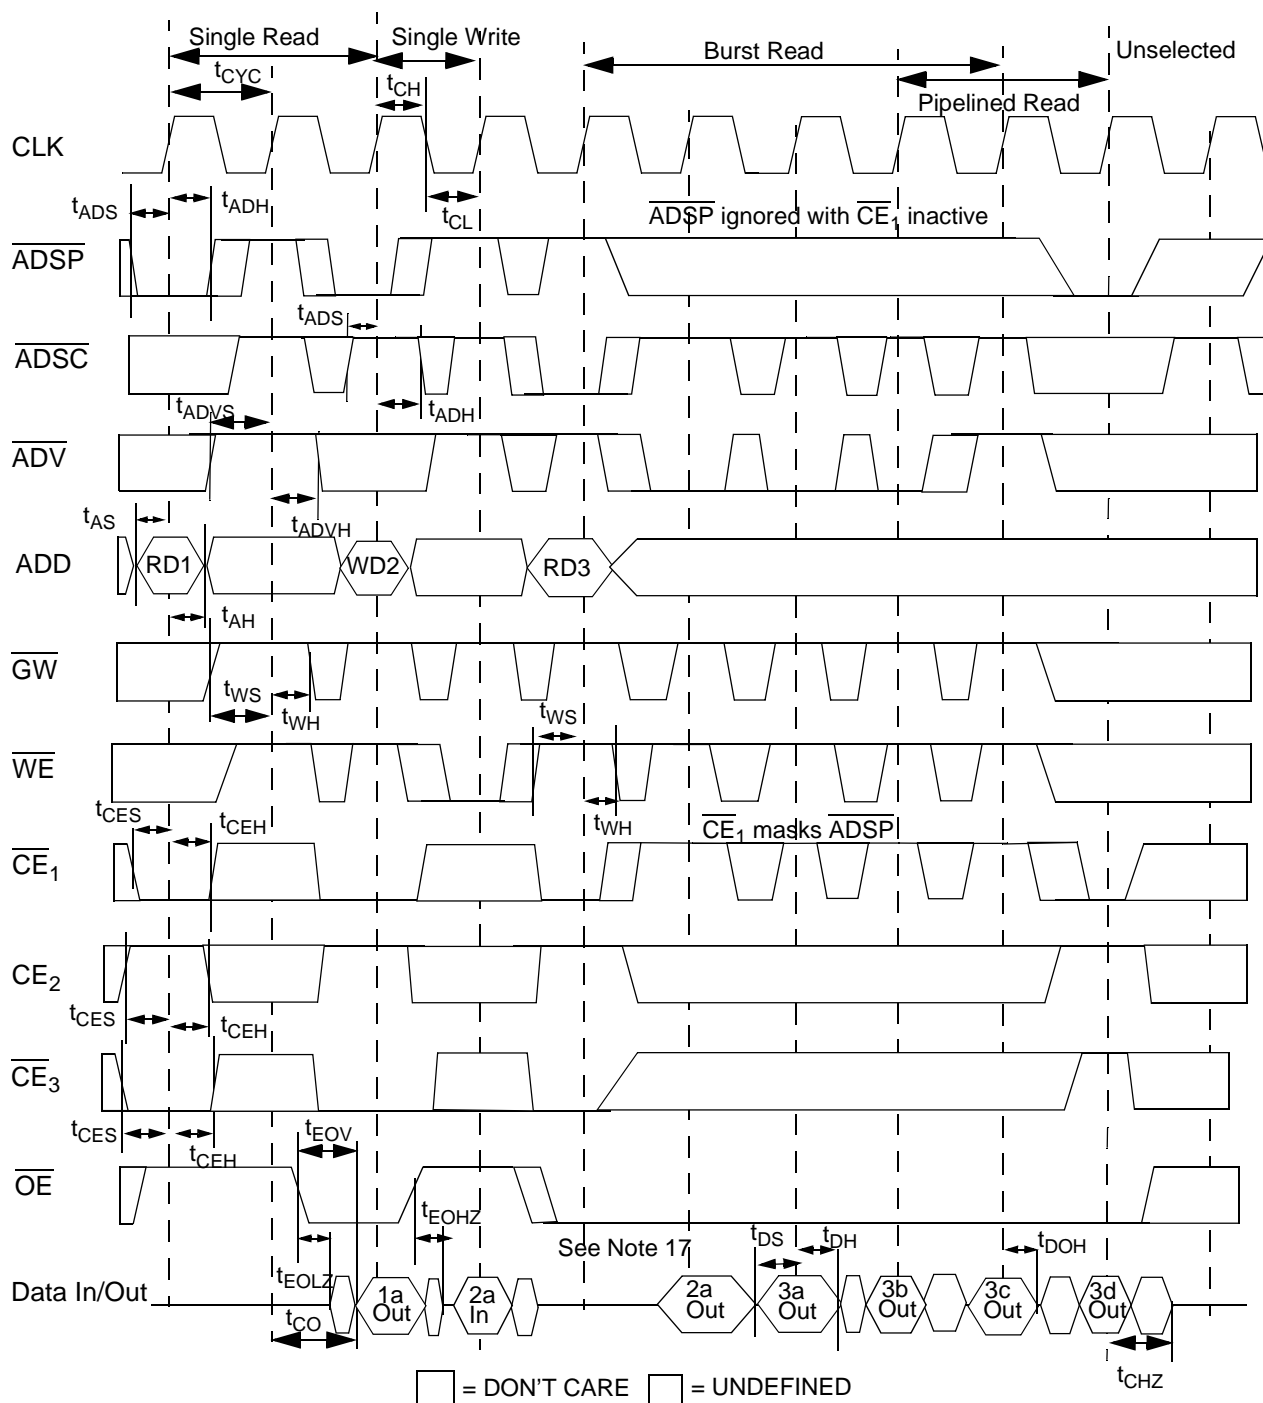 Single Read
Single Write
Burst Read
Unselected
tCYC
tCH
Pipelined Read
CLK
tADS
tADH
tCL
ADSP ignored with CE1 inactive
ADSP
tADS
ADSC
tADVS
tADH
ADV
tAS
tADVH
ADD
RD1
WD2
RD3
tAH
GW
tWS
tWH
tWS
WE
tCES
tCEH
tWH
CE1 masks ADSP
CE1
CE2
tCES
tCEH
CE3
tCES
tCEH
tEOV
OE
tEOHZ
See Note 17
tDS
tDH
tDOH
tEOLZ
Data In/Out
1a Out
2a In
2a Out
3a Out
3b Out
3c Out
3d Out
tCO
tCHZ
= DON'T CARE
= UNDEFINED